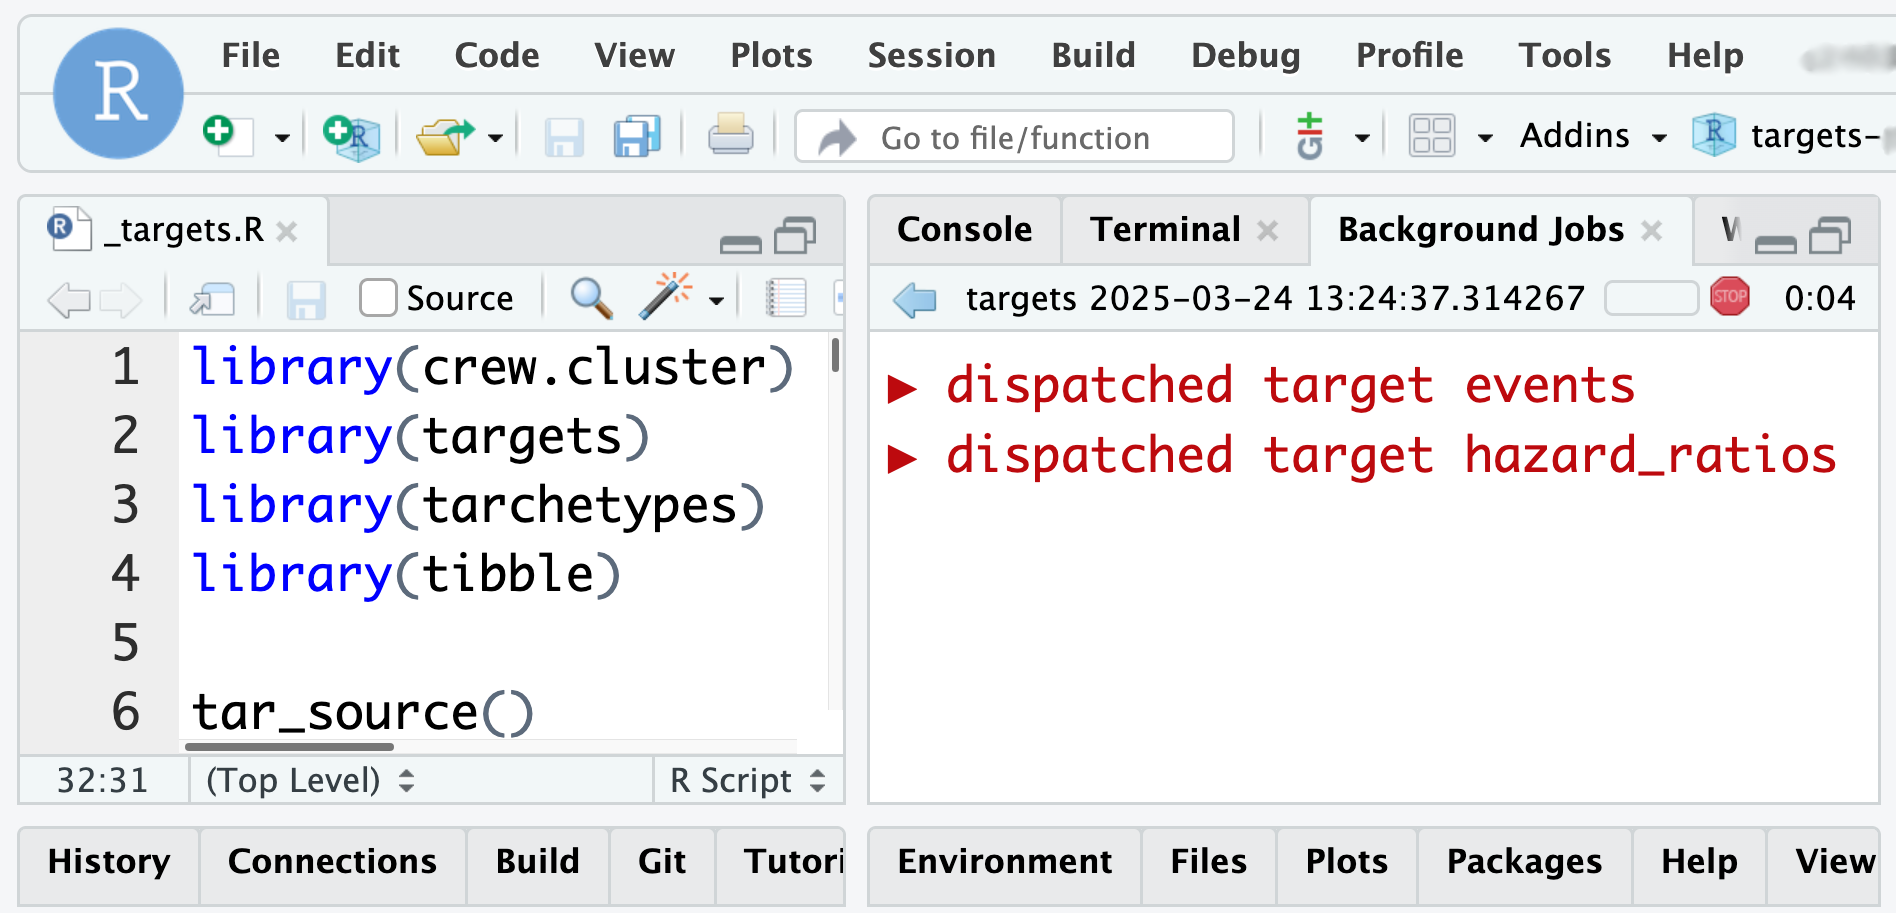 R File Edit Code View Plots Session Build Debug Profile Tools Help
R Go to file/function Git Addins R targets-
R _targets.R
Source
1 library(crew.cluster)
2 library(targets)
3 library(tarchetypes)
4 library(tibble)
5
6 tar_source()
32:31 (Top Level) R Script
Console Terminal Background Jobs
targets 2025-03-24 13:24:37.314267 STOP 0:04
▶ dispatched target events
▶ dispatched target hazard_ratios
History Connections Build Git Tutori
Environment Files Plots Packages Help View